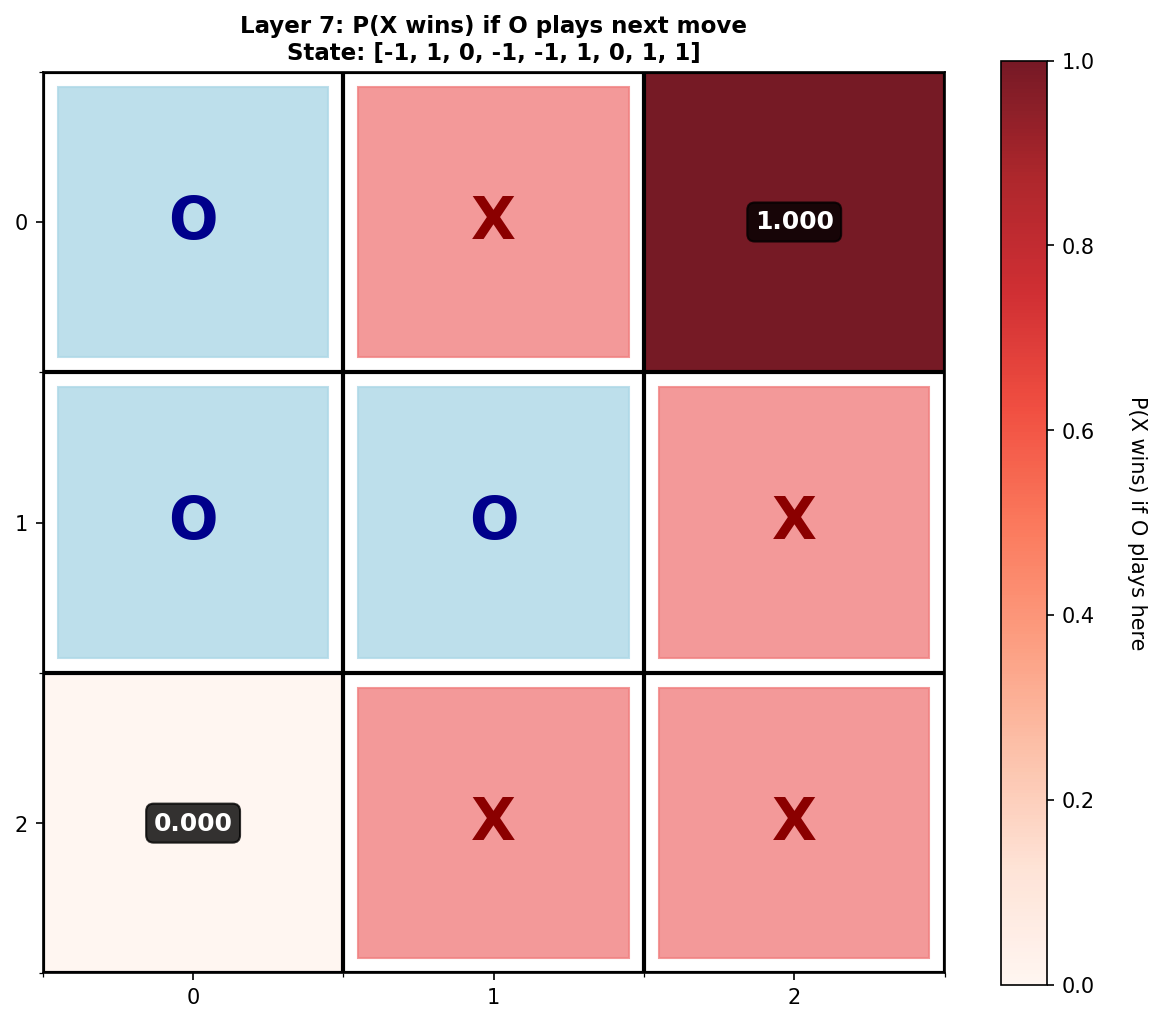 Layer 7: P(X wins) if O plays next move
State: [-1, 1, 0, -1, -1, 1, 0, 1, 1]
0
O
X
1.000
1
O
O
X
2
0.000
X
X
0
1
2
1.0
0.8
0.6
0.4
0.2
0.0
P(X wins) if O plays here